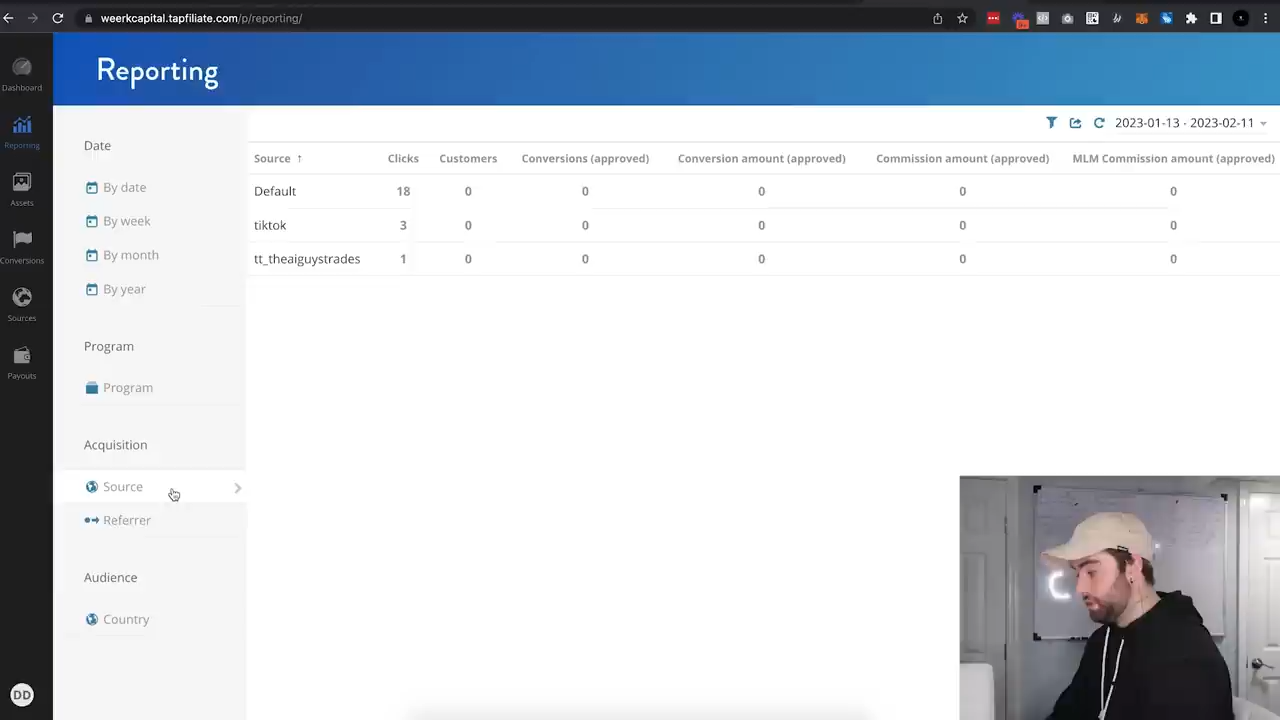 weerkcapital.tapfiliate.com/p/reporting/
Reporting
Dashboard
Reporting
Assets
Conversions
Sources
Payouts
DD
Date
By date
By week
By month
By year
Program
Program
Acquisition
Source
Referrer
Audience
Country
2023-01-13 - 2023-02-11
Source ↑ Clicks Customers Conversions (approved) Conversion amount (approved) Commission amount (approved) MLM Commission amount (approved)
Default 18 0 0 0 0 0
tiktok 3 0 0 0 0 0
tt_theaiguystrades 1 0 0 0 0 0